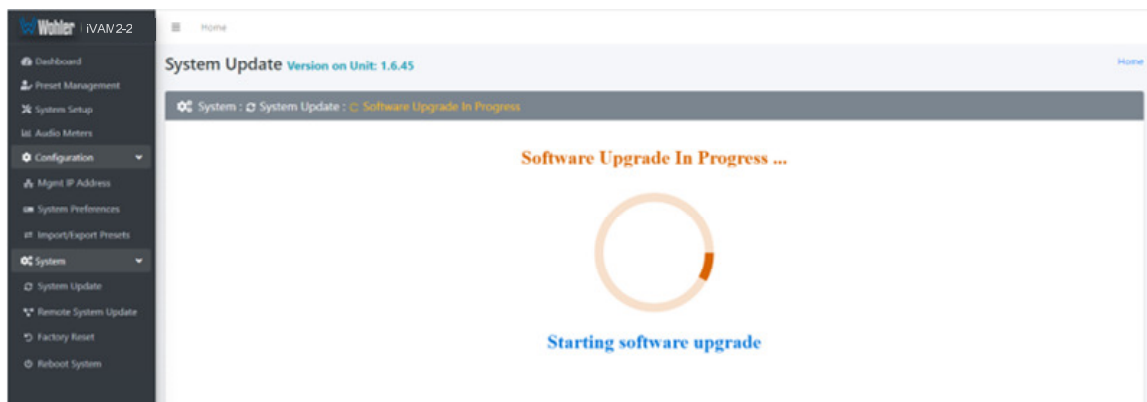 Wohler iVAM2-2
Home
Dashboard
Preset Management
System Setup
Audio Meters
Configuration
Mgmt IP Address
System Preferences
Import/Export Presets
System
System Update
Remote System Update
Factory Reset
Reboot System
System Update Version on Unit: 1.6.45
Home
System : System Update : Software Upgrade In Progress
Software Upgrade In Progress ...
Starting software upgrade